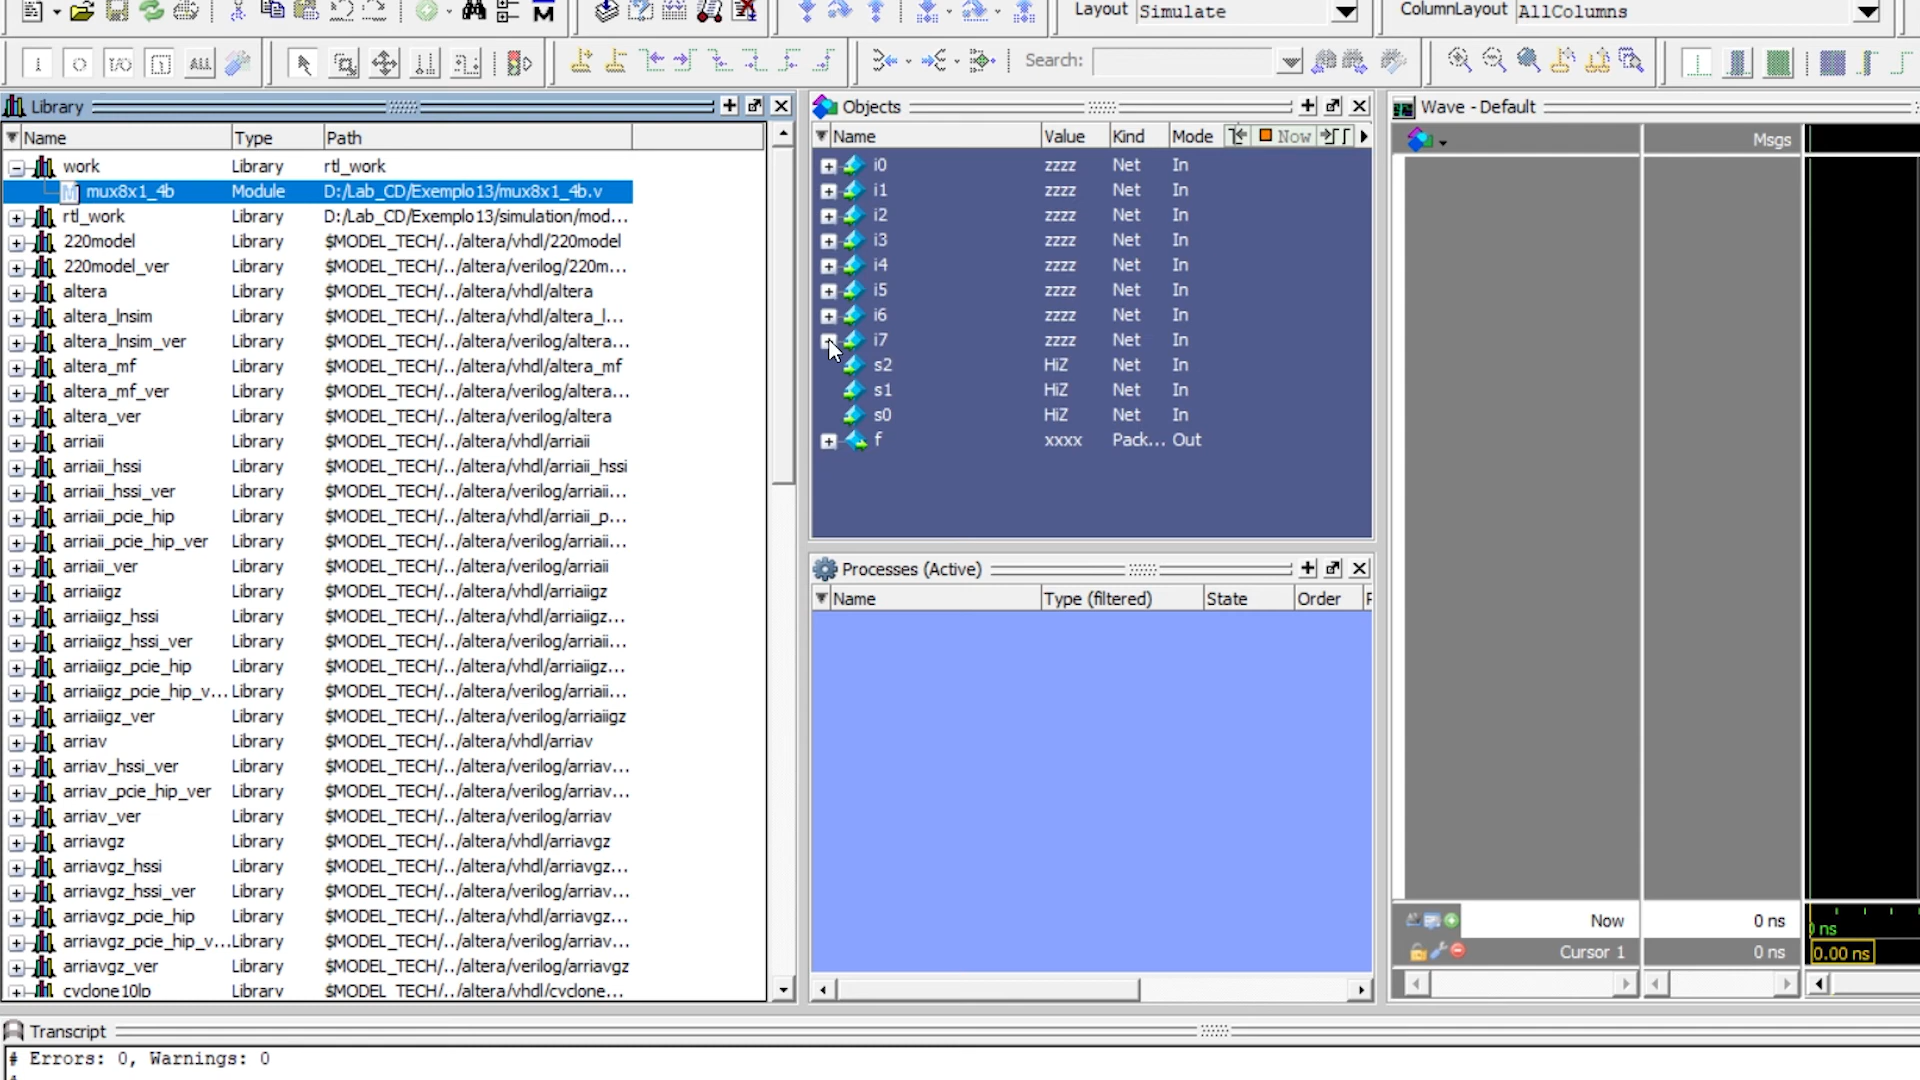 Layout Simulate
ColumnLayout AllColumns
I/O
ALL
Search:
Library
Name Type Path
work Library rtl_work
mux8x1_4b Module D:/Lab_CD/Exemplo13/mux8x1_4b.v
rtl_work Library D:/Lab_CD/Exemplo13/simulation/mod...
220model Library $MODEL_TECH/../altera/vhdl/220model
220model_ver Library $MODEL_TECH/../altera/verilog/220m...
altera Library $MODEL_TECH/../altera/vhdl/altera
altera_lnsim Library $MODEL_TECH/../altera/vhdl/altera_l...
altera_lnsim_ver Library $MODEL_TECH/../altera/verilog/altera...
altera_mf Library $MODEL_TECH/../altera/vhdl/altera_mf
altera_mf_ver Library $MODEL_TECH/../altera/verilog/altera...
altera_ver Library $MODEL_TECH/../altera/verilog/altera
arriaii Library $MODEL_TECH/../altera/vhdl/arriaii
arriaii_hssi Library $MODEL_TECH/../altera/vhdl/arriaii_hssi
arriaii_hssi_ver Library $MODEL_TECH/../altera/verilog/arriaii...
arriaii_pcie_hip Library $MODEL_TECH/../altera/vhdl/arriaii_p...
arriaii_pcie_hip_ver Library $MODEL_TECH/../altera/verilog/arriaii...
arriaii_ver Library $MODEL_TECH/../altera/verilog/arriaii
arriaiigz Library $MODEL_TECH/../altera/vhdl/arriaiigz
arriaiigz_hssi Library $MODEL_TECH/../altera/vhdl/arriaiigz...
arriaiigz_hssi_ver Library $MODEL_TECH/../altera/verilog/arriaii...
arriaiigz_pcie_hip Library $MODEL_TECH/../altera/vhdl/arriaiigz...
arriaiigz_pcie_hip_v... Library $MODEL_TECH/../altera/verilog/arriaii...
arriaiigz_ver Library $MODEL_TECH/../altera/verilog/arriaiigz
arriav Library $MODEL_TECH/../altera/vhdl/arriav
arriav_hssi_ver Library $MODEL_TECH/../altera/verilog/arriav...
arriav_pcie_hip_ver Library $MODEL_TECH/../altera/verilog/arriav...
arriav_ver Library $MODEL_TECH/../altera/verilog/arriav
arriavgz Library $MODEL_TECH/../altera/vhdl/arriavgz
arriavgz_hssi Library $MODEL_TECH/../altera/vhdl/arriavgz...
arriavgz_hssi_ver Library $MODEL_TECH/../altera/verilog/arriav...
arriavgz_pcie_hip Library $MODEL_TECH/../altera/vhdl/arriavgz...
arriavgz_pcie_hip_v... Library $MODEL_TECH/../altera/verilog/arriav...
arriavgz_ver Library $MODEL_TECH/../altera/verilog/arriavgz
cyclone10lp Library $MODEL_TECH/../altera/vhdl/cyclone...
Objects
Name Value Kind Mode Now
i0 zzzz Net In
i1 zzzz Net In
i2 zzzz Net In
i3 zzzz Net In
i4 zzzz Net In
i5 zzzz Net In
i6 zzzz Net In
i7 zzzz Net In
s2 HiZ Net In
s1 HiZ Net In
s0 HiZ Net In
f xxxx Pack... Out
Processes (Active)
Name Type (filtered) State Order
Wave - Default
Msgs
Now 0 ns
Cursor 1 0 ns
ns
0.00 ns
Transcript
# Errors: 0, Warnings: 0